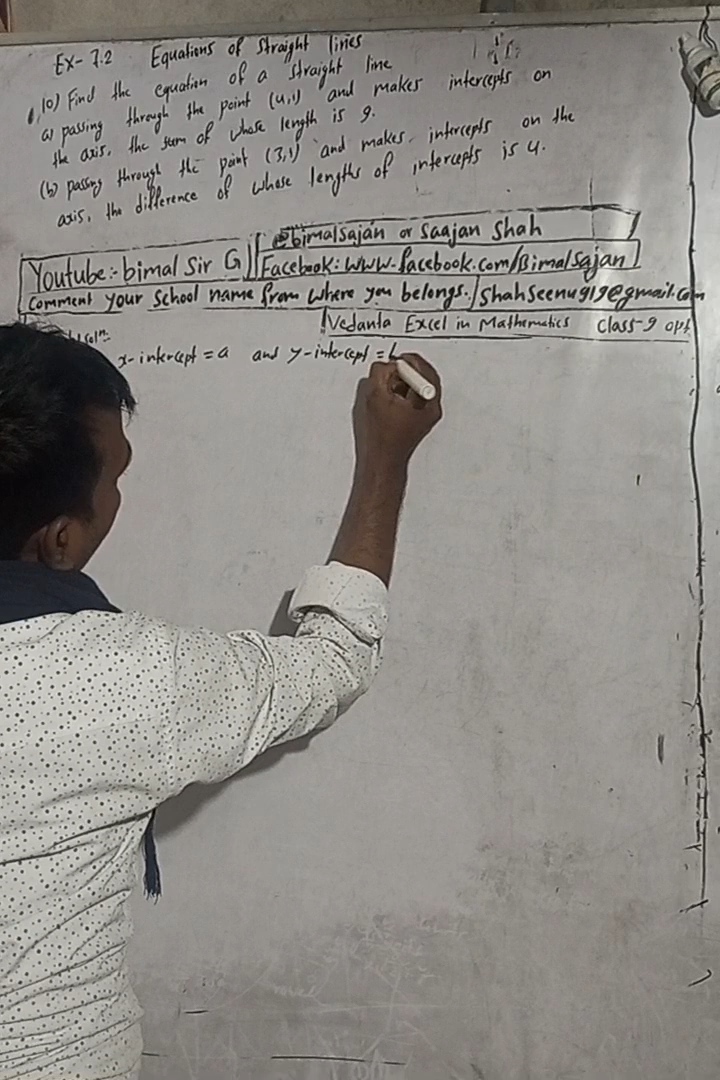 EX- 7.2 Equations of Straight lines
10) Find the equation of a straight line
a) passing through the point (4,1) and makes intercepts on
the axis, the sum of whose length is 9.
(b) passing through the point (3,1) and makes intercepts on the
axis, the difference of whose lengths of intercepts is 4.
@bimalsajan or Saajan Shah
Youtube:- bimal Sir G
Facebook: www.facebook.com/Bimalsajan
Comment your School name from where you belongs./shahseenu919@gmail.com
Vedanta Excel in Mathematics Class-9 opt
soln.
x-intercept = a and y-intercept = b